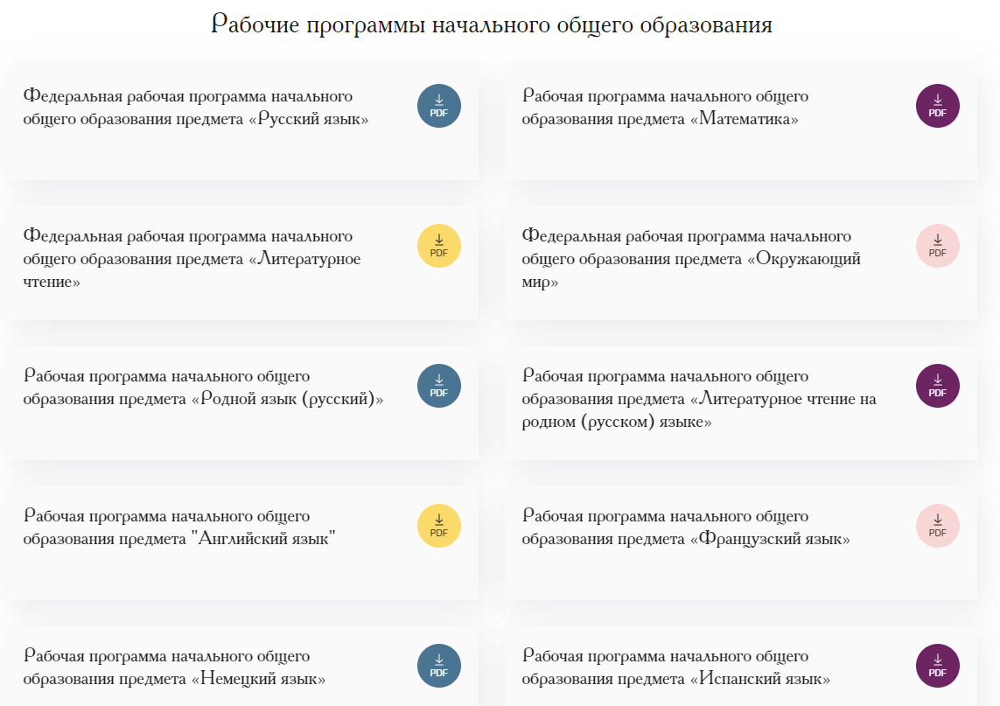 Рабочие программы начального общего образования
Федеральная рабочая программа начального
общего образования предмета «Русский язык»
PDF
Рабочая программа начального общего
образования предмета «Математика»
PDF
Федеральная рабочая программа начального
общего образования предмета «Литературное
чтение»
PDF
Федеральная рабочая программа начального
общего образования предмета «Окружающий
мир»
PDF
Рабочая программа начального общего
образования предмета «Родной язык (русский)»
PDF
Рабочая программа начального общего
образования предмета «Литературное чтение на
родном (русском) языке»
PDF
Рабочая программа начального общего
образования предмета "Английский язык"
PDF
Рабочая программа начального общего
образования предмета «Французский язык»
PDF
Рабочая программа начального общего
образования предмета «Немецкий язык»
PDF
Рабочая программа начального общего
образования предмета «Испанский язык»
PDF